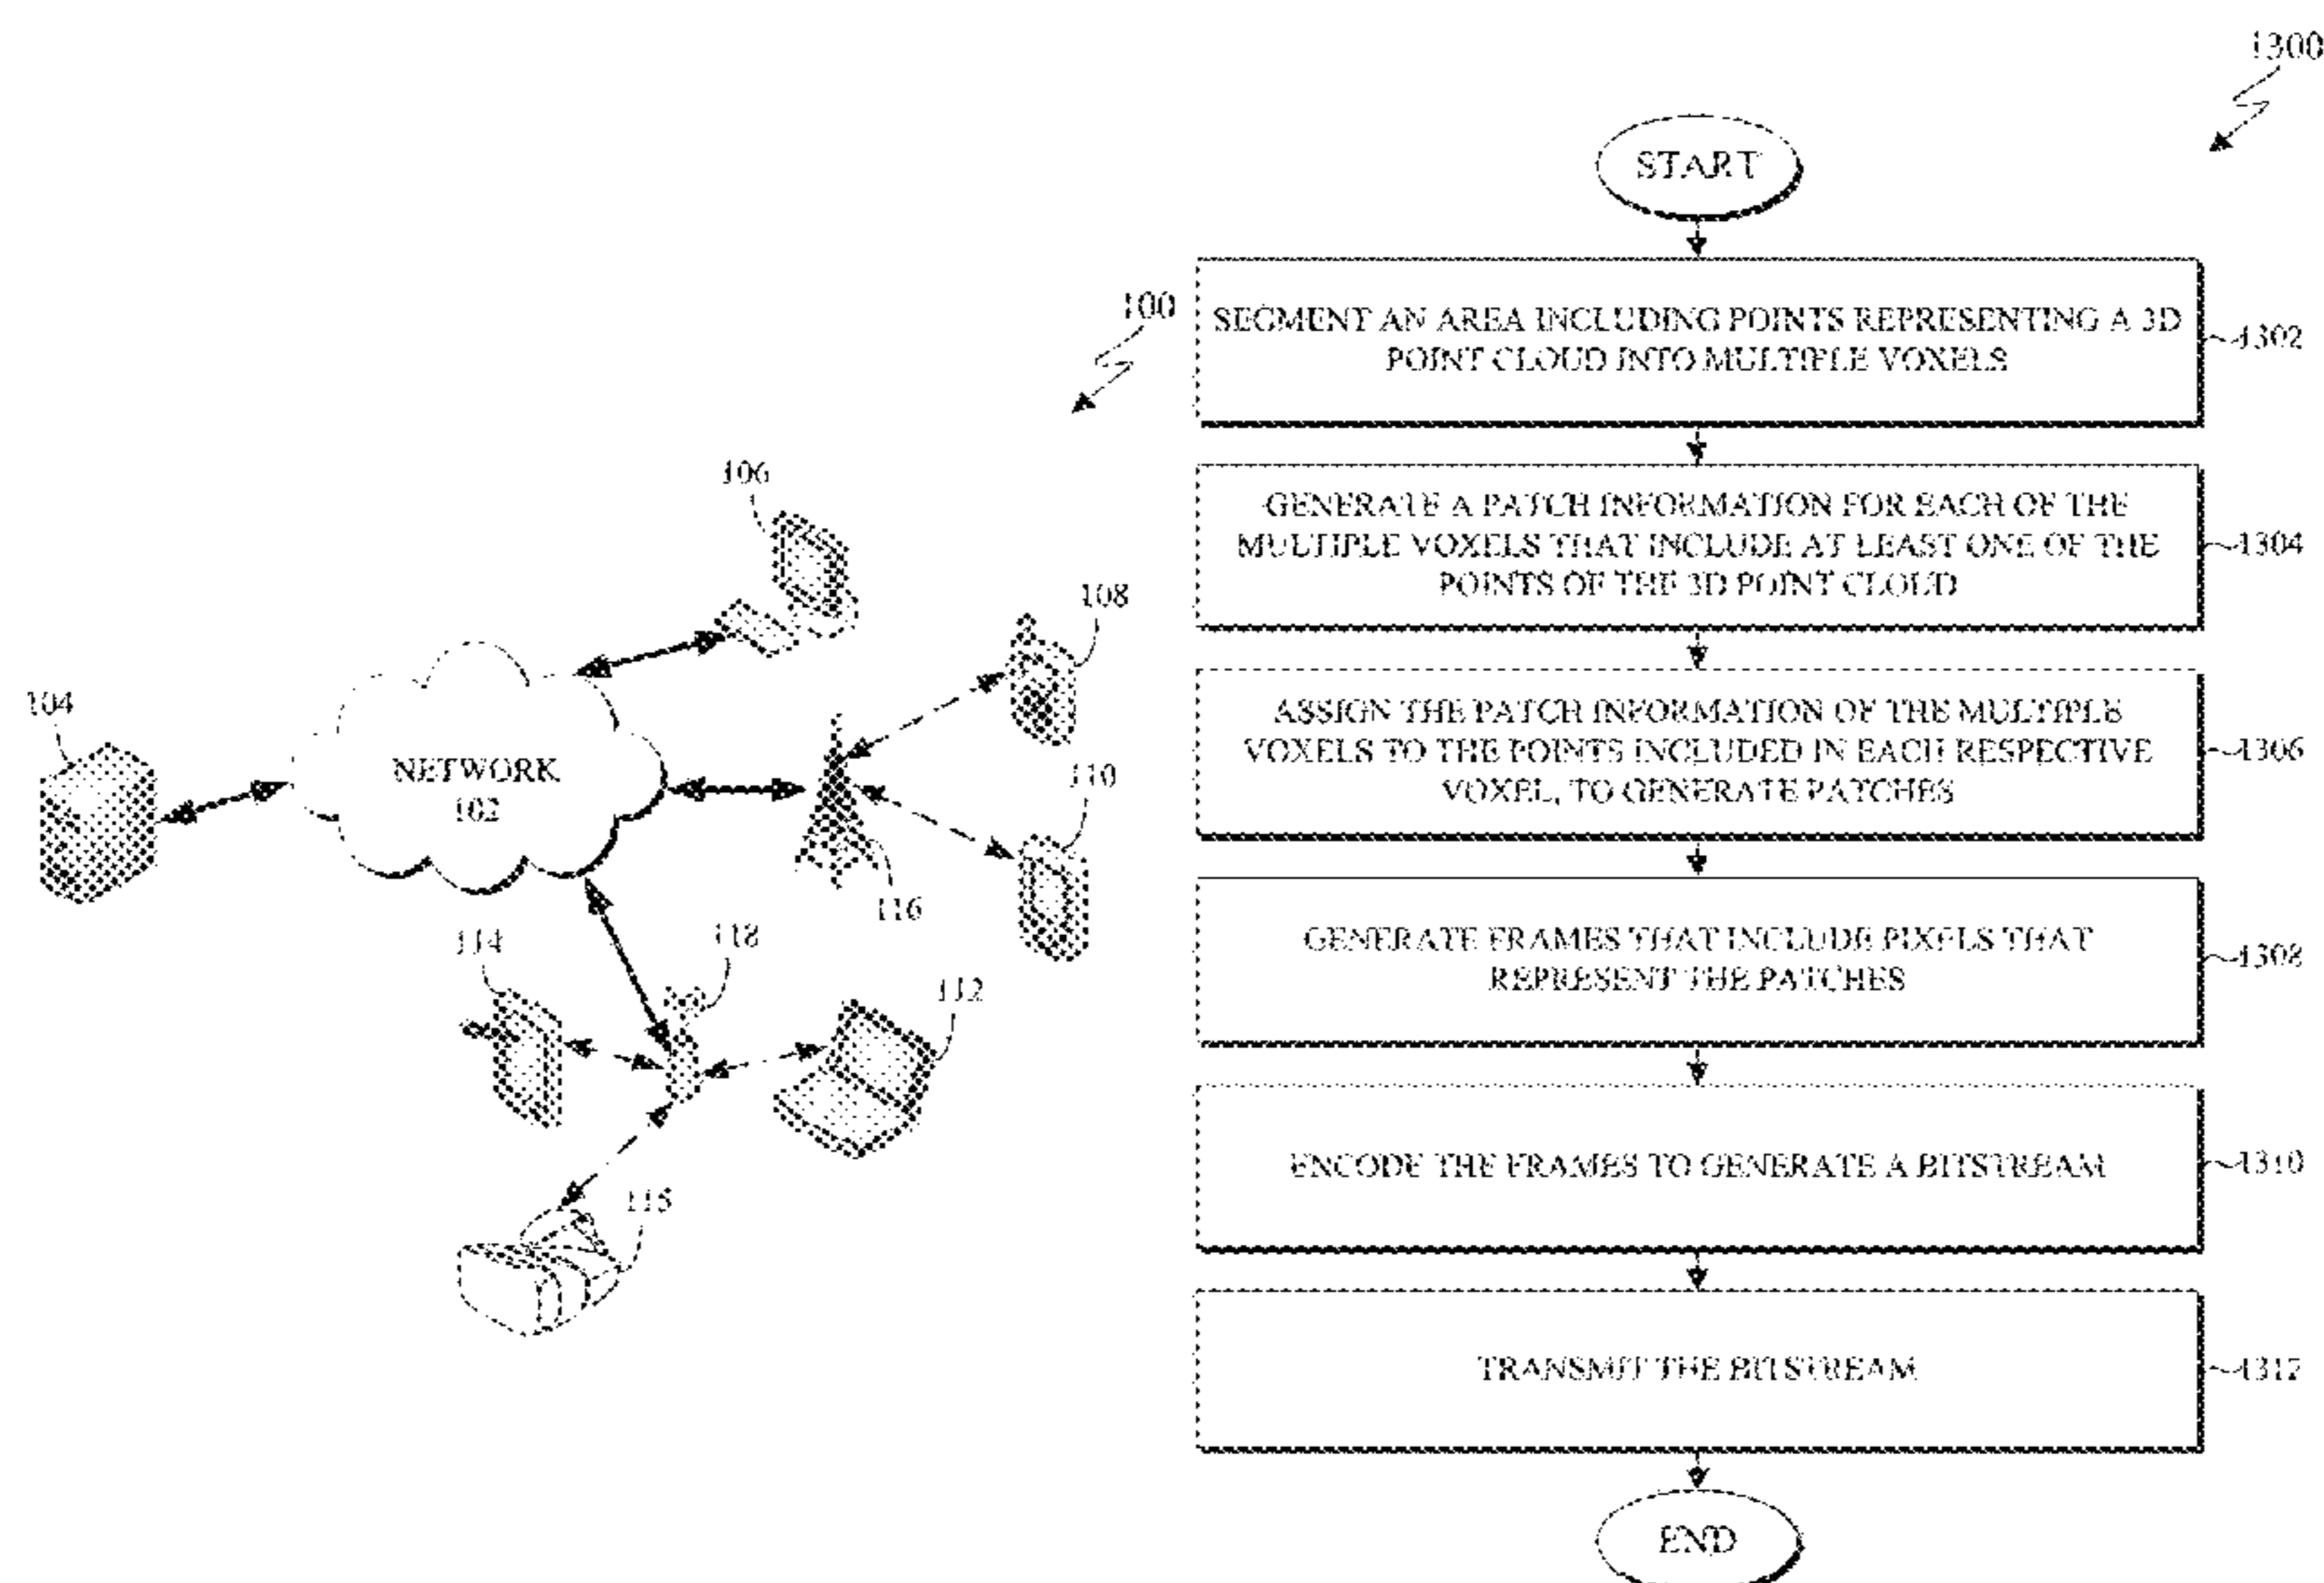 1300
START
100
SEGMENT AN AREA INCLUDING POINTS REPRESENTING A 3D
POINT CLOUD INTO MULTIPLE VOXELS
1302
GENERATE A PATCH INFORMATION FOR EACH OF THE
MULTIPLE VOXELS THAT INCLUDE AT LEAST ONE OF THE
POINTS OF THE 3D POINT CLOUD
1304
ASSIGN THE PATCH INFORMATION OF THE MULTIPLE
VOXELS TO THE POINTS INCLUDED IN EACH RESPECTIVE
VOXEL, TO GENERATE PATCHES
1306
GENERATE FRAMES THAT INCLUDE PIXELS THAT
REPRESENT THE PATCHES
1308
ENCODE THE FRAMES TO GENERATE A BITSTREAM
1310
TRANSMIT THE BITSTREAM
1312
END
106
108
104
NETWORK
102
110
116
114
118
112
115